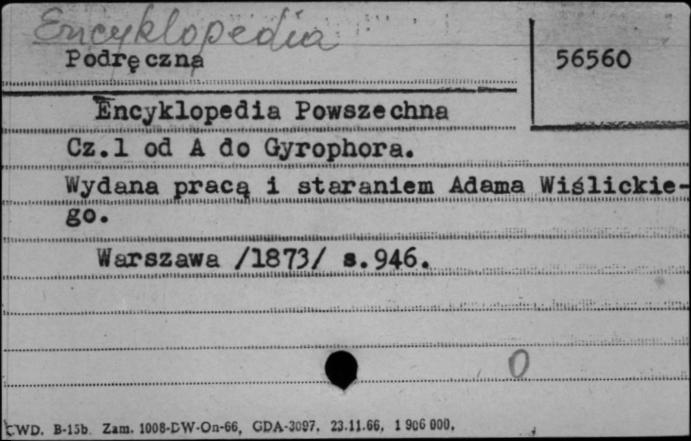 Encyklopedia
Podręczna
56560
Encyklopedia Powszechna
Cz.1 od A do Gyrophora.
Wydana pracą i staraniem Adama Wiślickie-
go.
Warszawa /1873/ s.946.
0
CWD. B-15b. Zam. 1008-DW-On-66, GDA-3097, 23.11.66, 1 906 000.